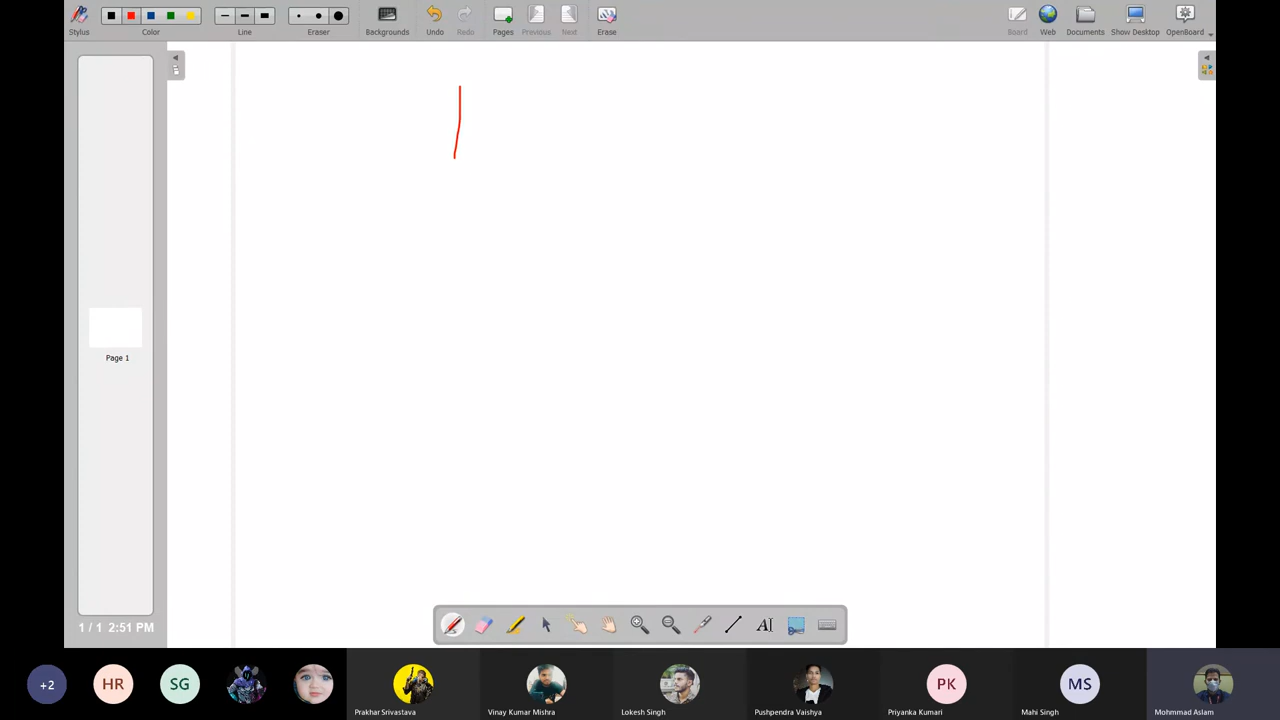 Stylus Color Line Eraser Backgrounds Undo Redo Pages Previous Next Erase Board Web Documents Show Desktop OpenBoard
Page 1
1 / 1 2:51 PM
AI
+2 HR SG PK MS
Prakhar Srivastava Vinay Kumar Mishra Lokesh Singh Pushpendra Vaishya Priyanka Kumari Mahi Singh Mohmmad Aslam